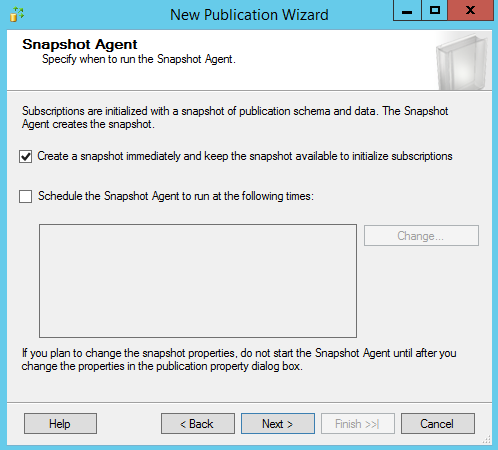 New Publication Wizard
Snapshot Agent
Specify when to run the Snapshot Agent.
Subscriptions are initialized with a snapshot of publication schema and data. The Snapshot
Agent creates the snapshot.
Create a snapshot immediately and keep the snapshot available to initialize subscriptions
Schedule the Snapshot Agent to run at the following times:
Change...
If you plan to change the snapshot properties, do not start the Snapshot Agent until after you
change the properties in the publication property dialog box.
Help
< Back
Next >
Finish >>|
Cancel